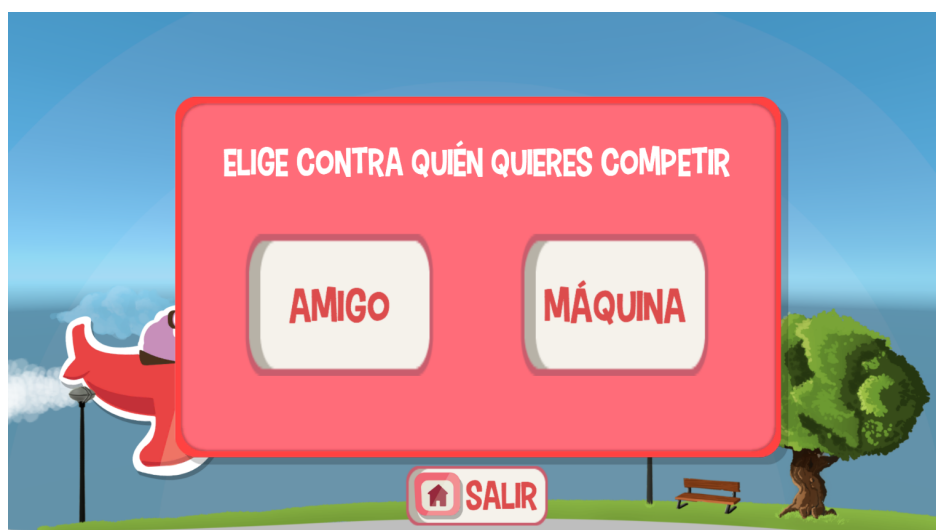 ELIGE CONTRA QUIÉN QUIERES COMPETIR
AMIGO
MÁQUINA
SALIR